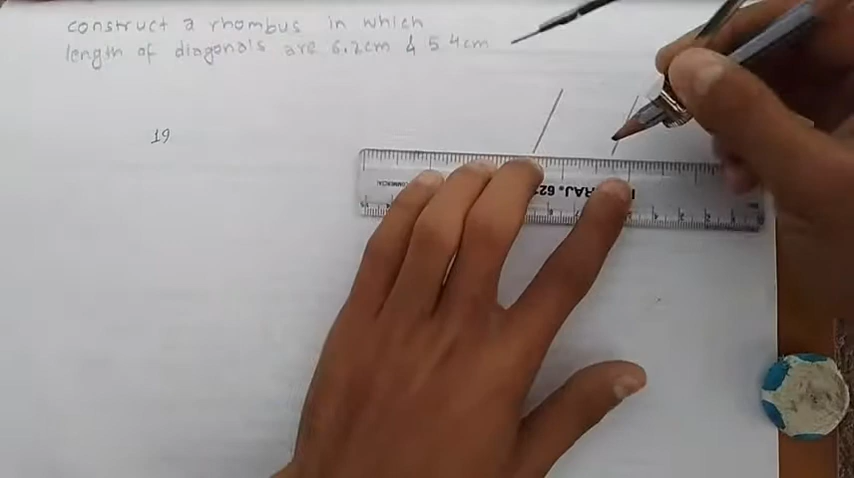 construct a rhombus in which
length of diagonals are 6.2cm & 5.4cm
19